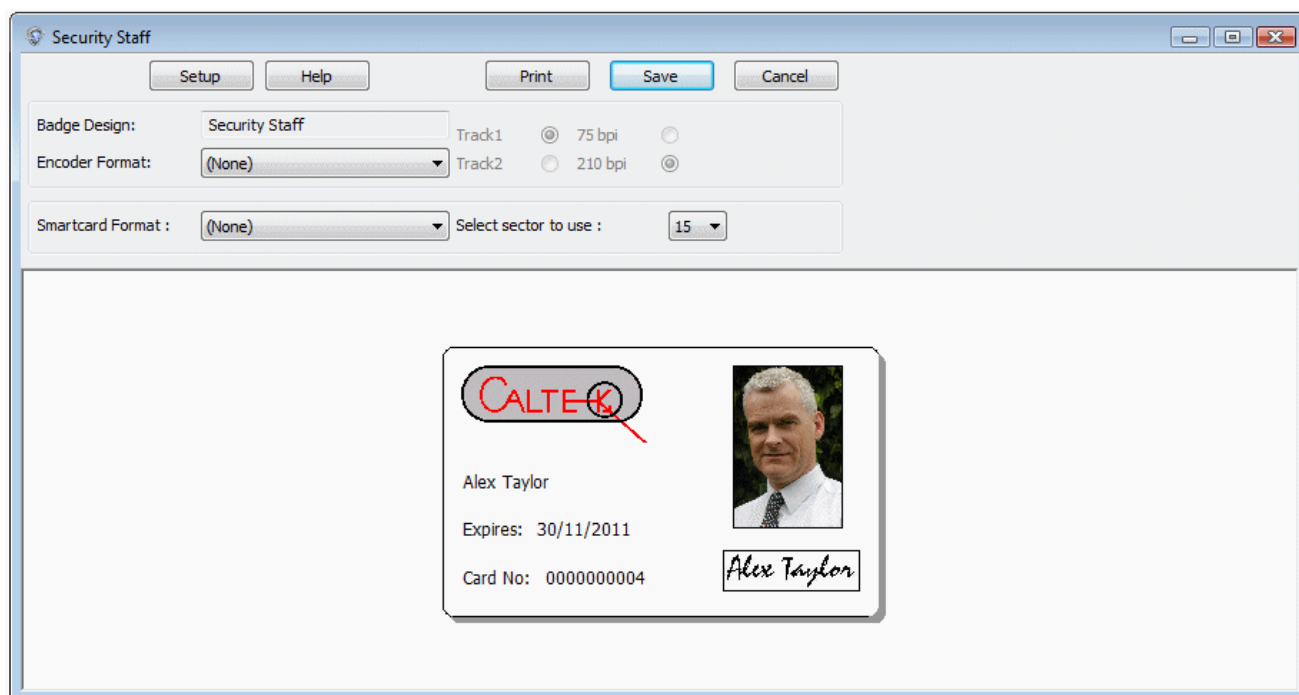 Security Staff
Setup Help Print Save Cancel
Badge Design: Security Staff Track1 75 bpi
Encoder Format: (None) Track2 210 bpi
Smartcard Format : (None) Select sector to use : 15
CALTEK
Alex Taylor
Expires: 30/11/2011
Card No: 0000000004
Alex Taylor